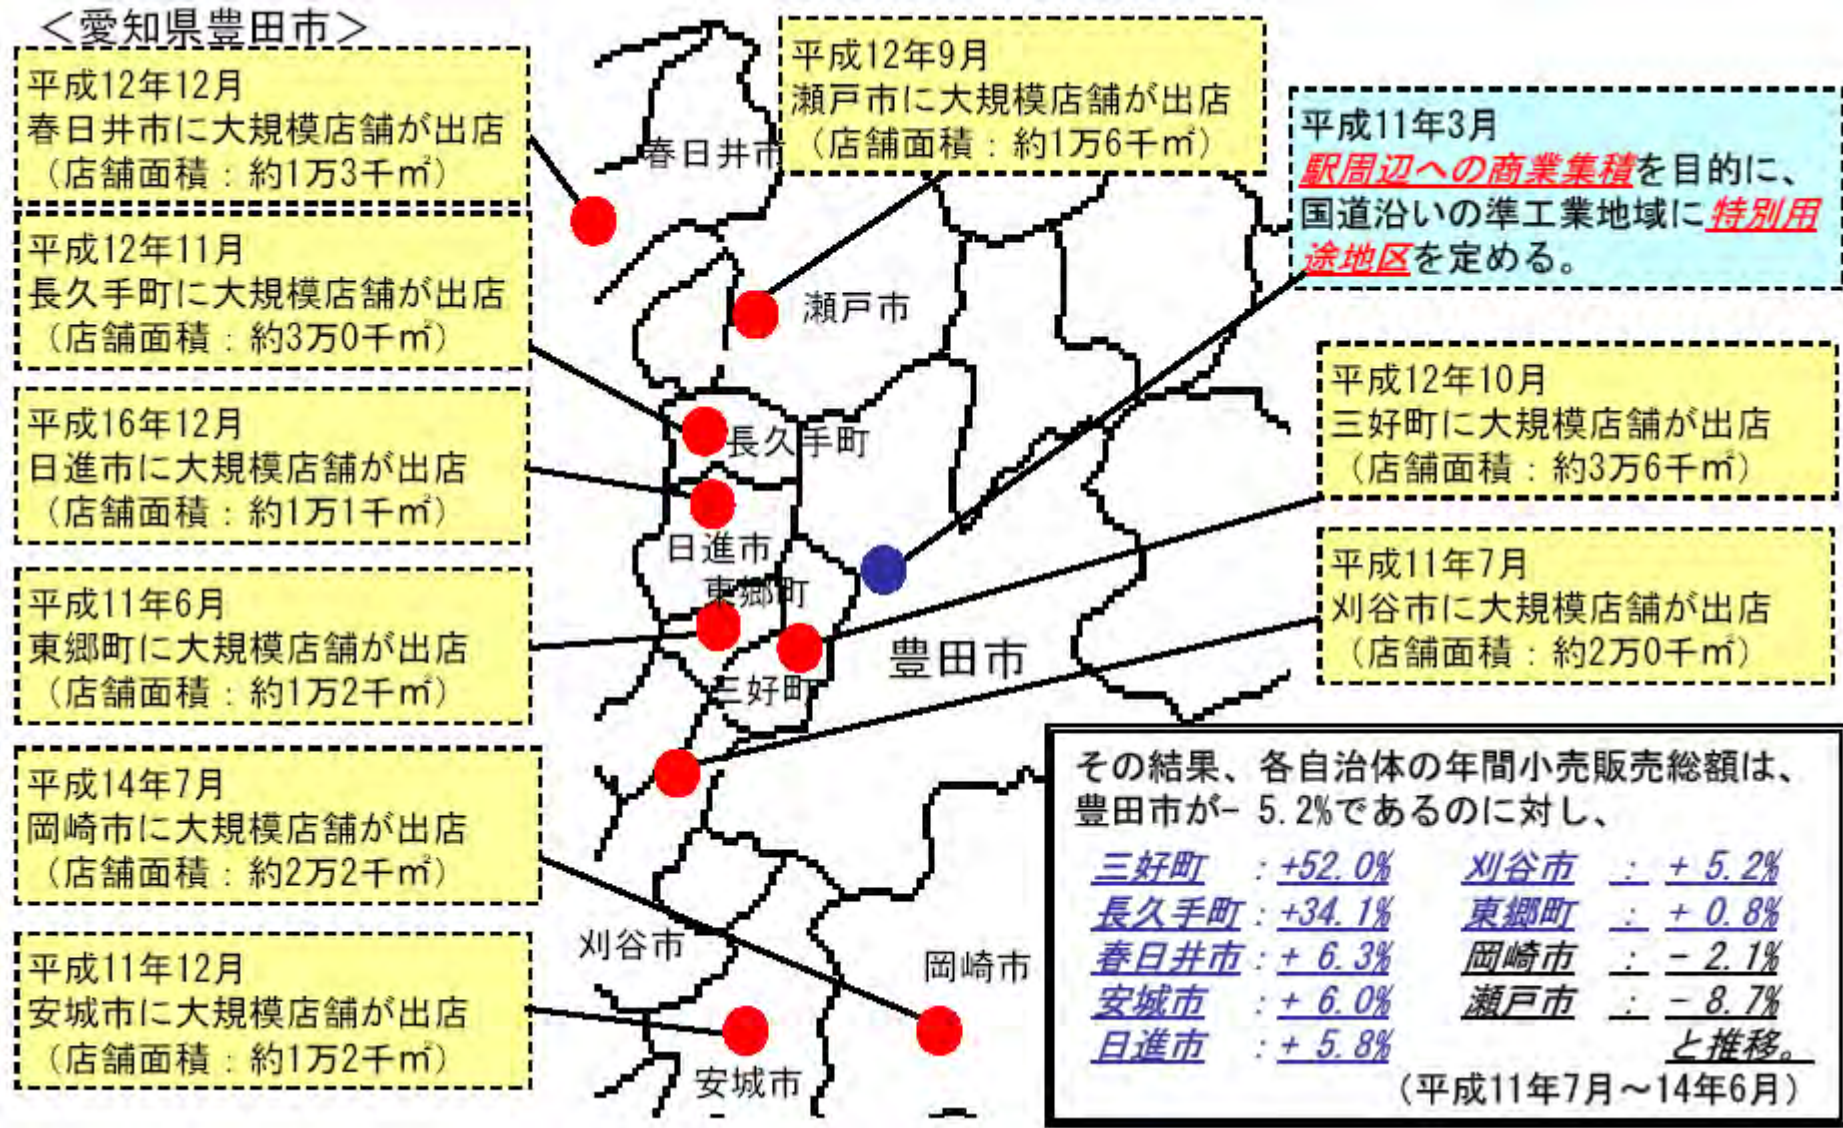 ＜愛知県豊田市＞
平成12年12月
春日井市に大規模店舗が出店
（店舗面積：約1万3千㎡）
平成12年11月
長久手町に大規模店舗が出店
（店舗面積：約3万0千㎡）
平成16年12月
日進市に大規模店舗が出店
（店舗面積：約1万1千㎡）
平成11年6月
東郷町に大規模店舗が出店
（店舗面積：約1万2千㎡）
平成14年7月
岡崎市に大規模店舗が出店
（店舗面積：約2万2千㎡）
平成11年12月
安城市に大規模店舗が出店
（店舗面積：約1万2千㎡）
平成12年9月
瀬戸市に大規模店舗が出店
（店舗面積：約1万6千㎡）
春日井市
瀬戸市
長久手町
日進市
東郷町
三好町
豊田市
刈谷市
岡崎市
安城市
平成11年3月
駅周辺への商業集積を目的に、
国道沿いの準工業地域に特別用
途地区を定める。
平成12年10月
三好町に大規模店舗が出店
（店舗面積：約3万6千㎡）
平成11年7月
刈谷市に大規模店舗が出店
（店舗面積：約2万0千㎡）
その結果、各自治体の年間小売販売総額は、
豊田市が- 5.2%であるのに対し、
三好町 ：+52.0% 刈谷市 ： + 5.2%
長久手町：+34.1% 東郷町 ： + 0.8%
春日井市：+ 6.3% 岡崎市 ： - 2.1%
安城市 ：+ 6.0% 瀬戸市 ： - 8.7%
日進市 ：+ 5.8% と推移。
（平成11年7月～14年6月）